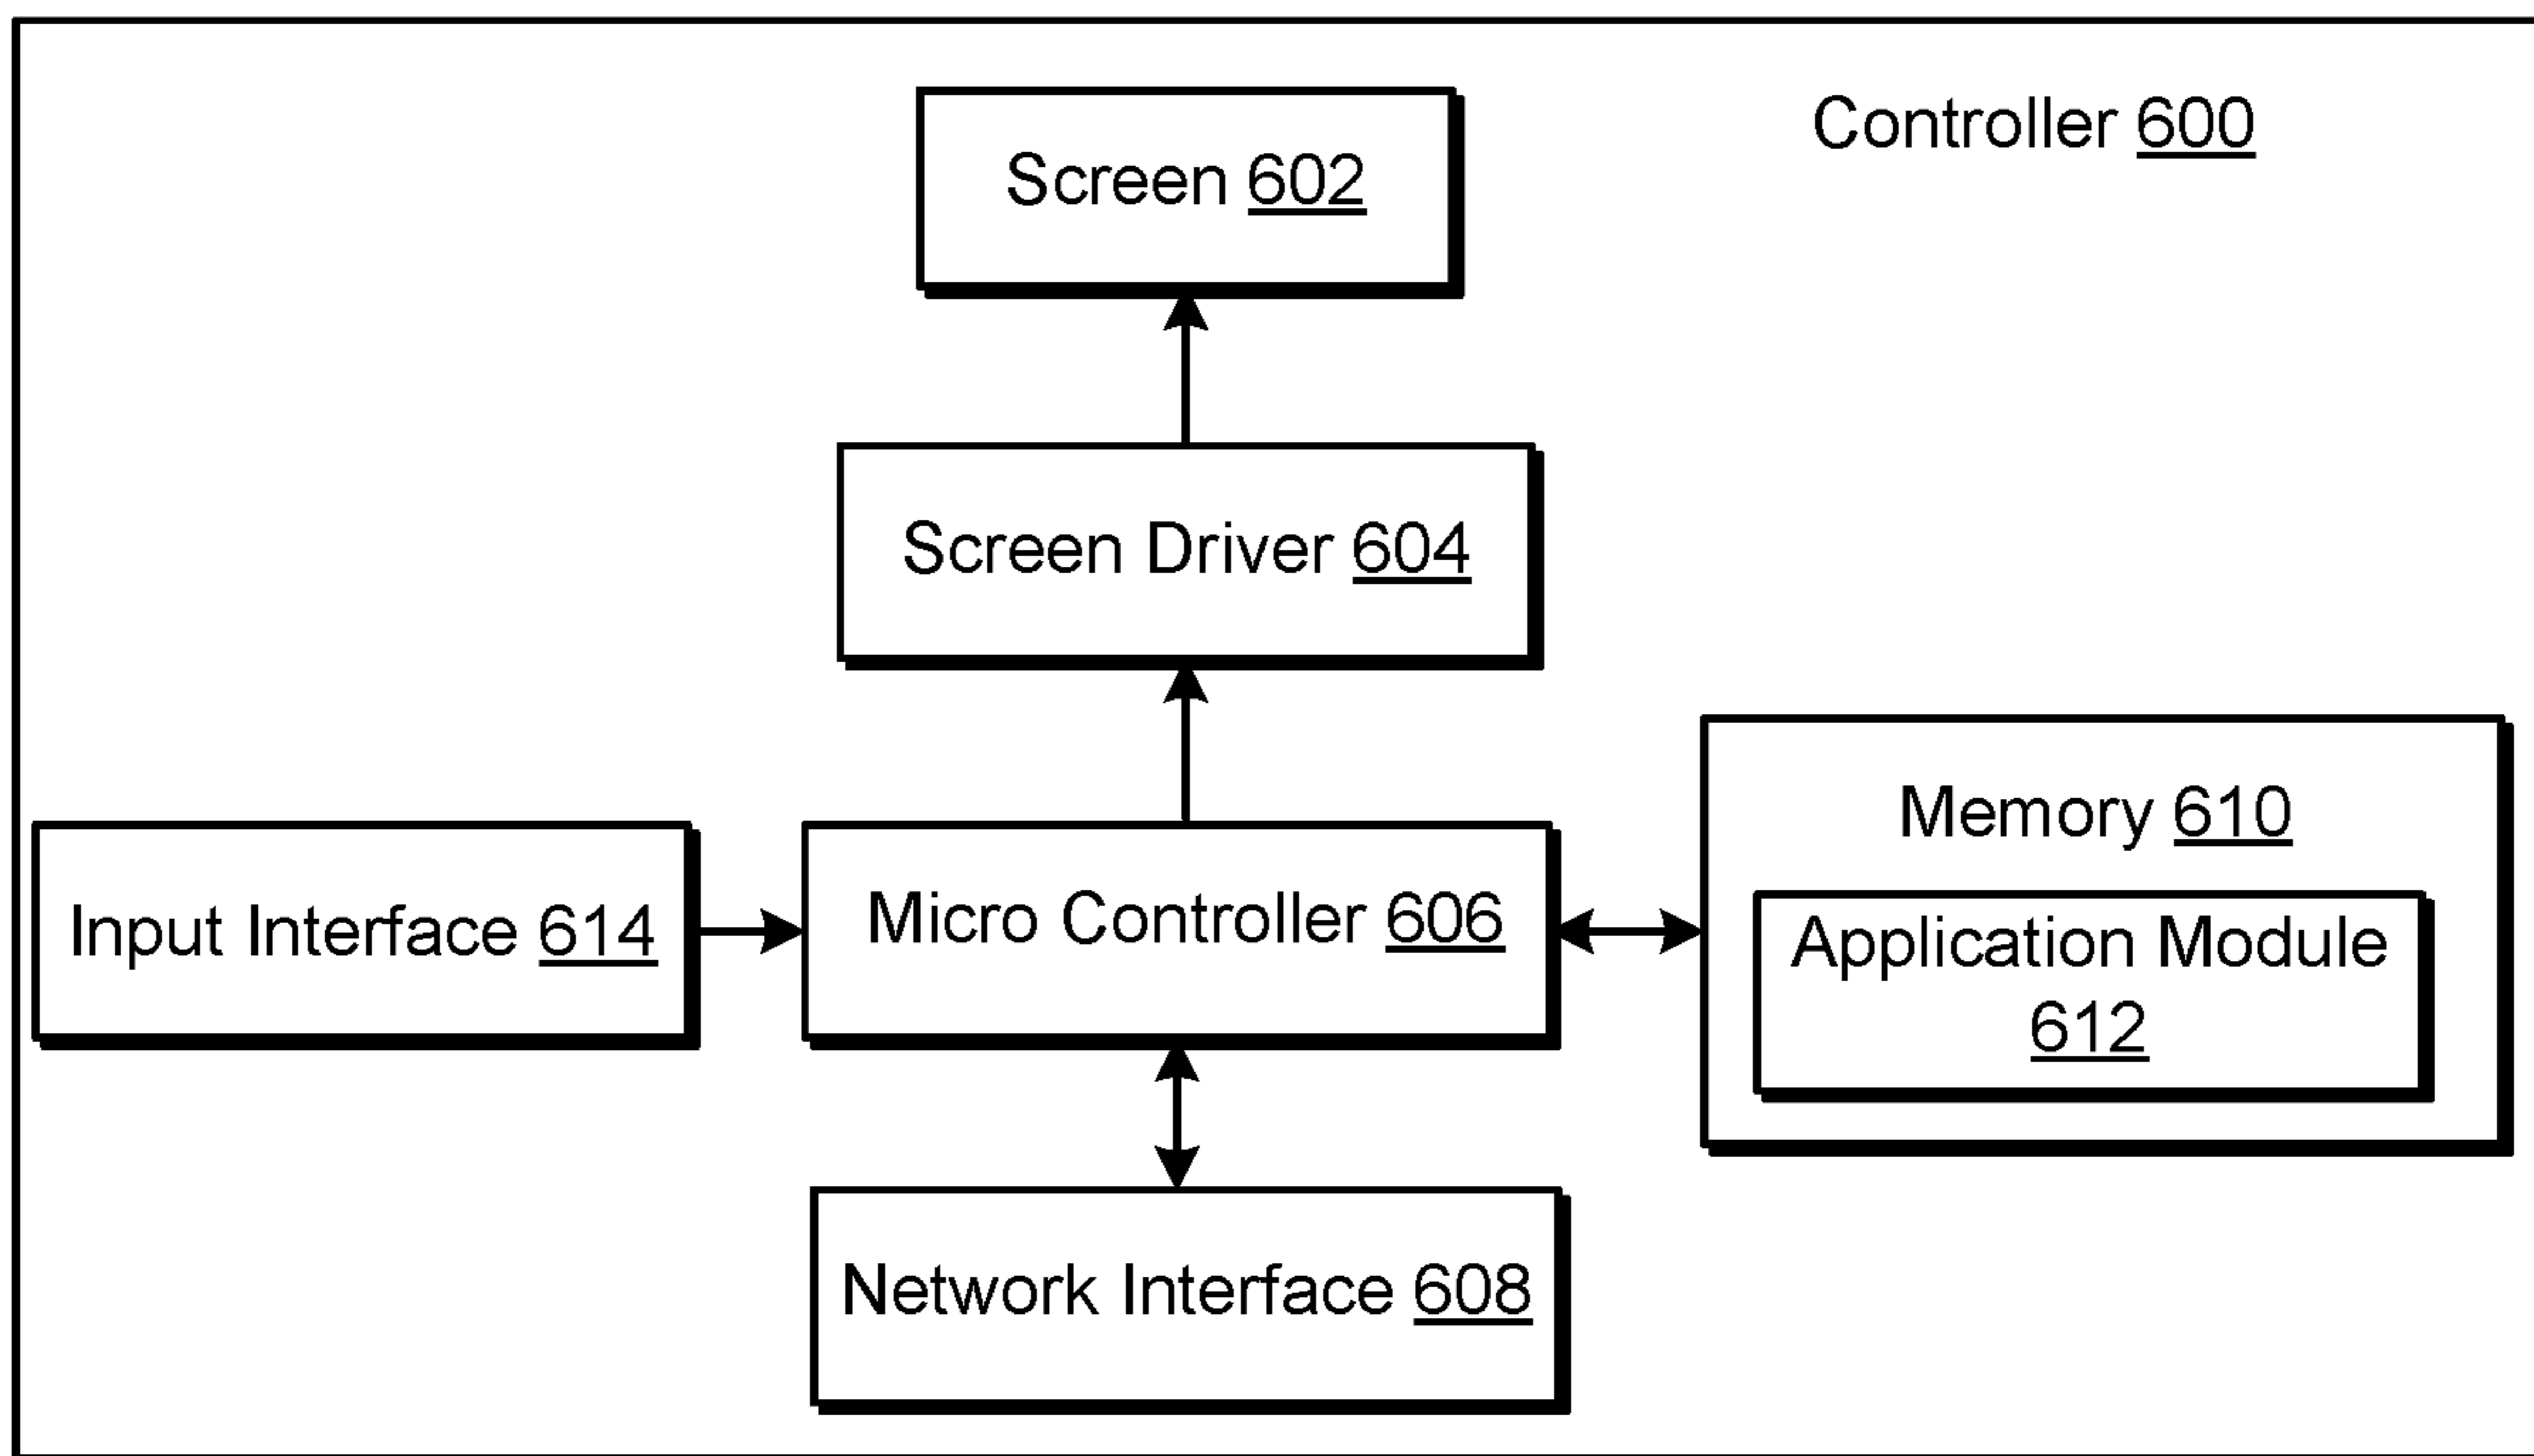 Controller 600
Screen 602
Screen Driver 604
Input Interface 614
Micro Controller 606
Memory 610
Application Module
612
Network Interface 608